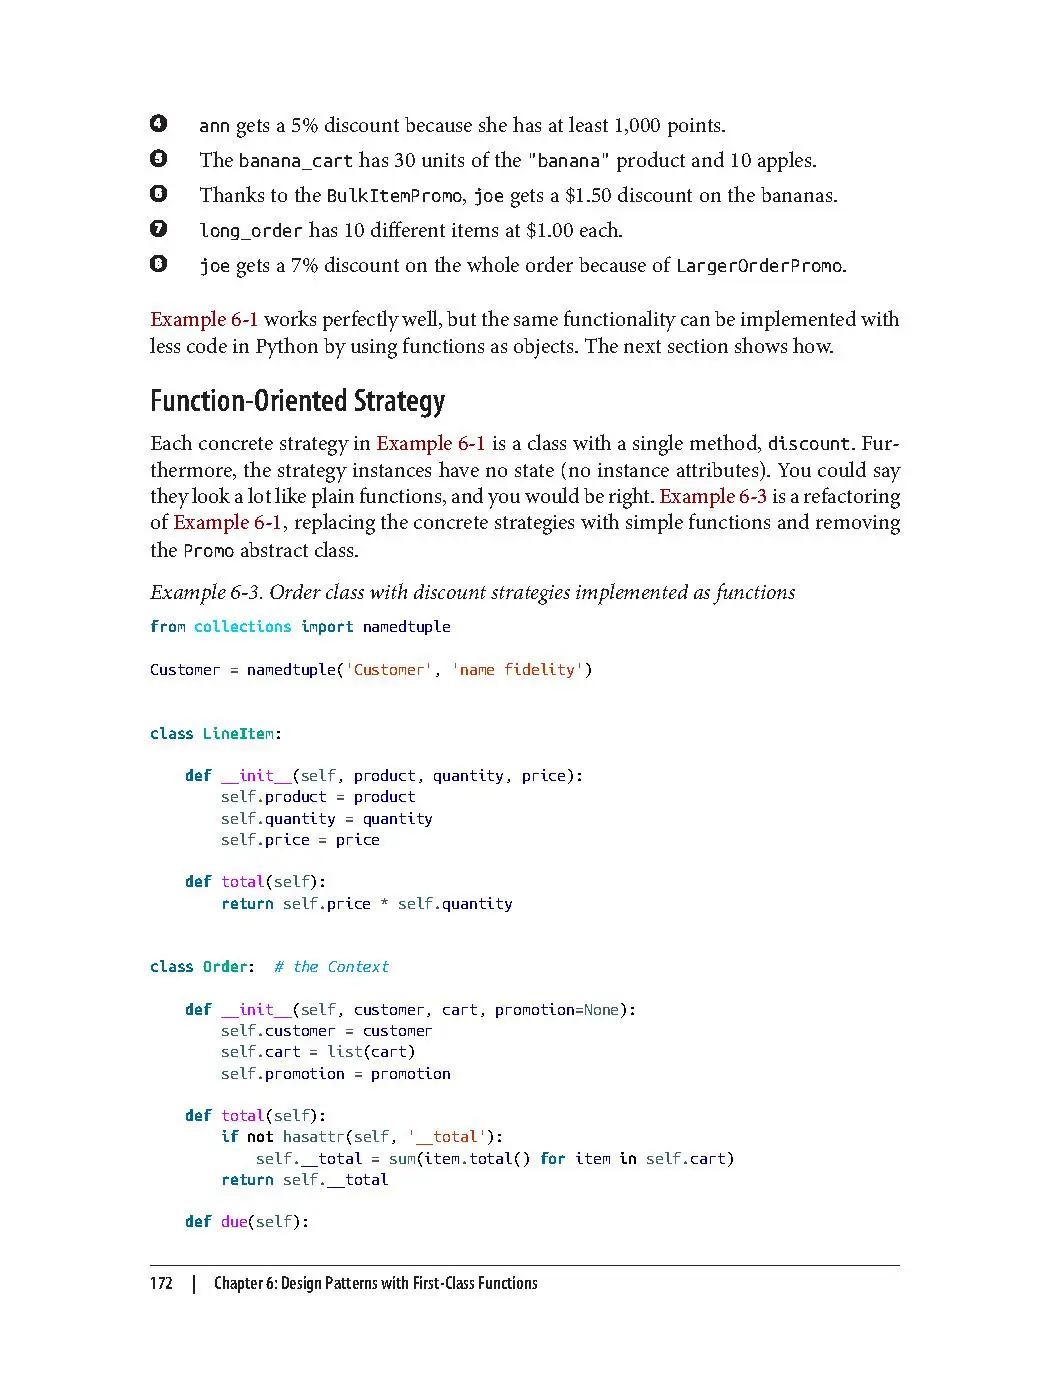 ❹ ann gets a 5% discount because she has at least 1,000 points.
❺ The banana_cart has 30 units of the "banana" product and 10 apples.
❻ Thanks to the BulkItemPromo, joe gets a $1.50 discount on the bananas.
❼ long_order has 10 different items at $1.00 each.
❽ joe gets a 7% discount on the whole order because of LargerOrderPromo.
Example 6-1 works perfectly well, but the same functionality can be implemented with
less code in Python by using functions as objects. The next section shows how.
Function-Oriented Strategy
Each concrete strategy in Example 6-1 is a class with a single method, discount. Fur-
thermore, the strategy instances have no state (no instance attributes). You could say
they look a lot like plain functions, and you would be right. Example 6-3 is a refactoring
of Example 6-1, replacing the concrete strategies with simple functions and removing
the Promo abstract class.
Example 6-3. Order class with discount strategies implemented as functions
from collections import namedtuple
Customer = namedtuple('Customer', 'name fidelity')
class LineItem:
    def __init__(self, product, quantity, price):
        self.product = product
        self.quantity = quantity
        self.price = price
    def total(self):
        return self.price * self.quantity
class Order:  # the Context
    def __init__(self, customer, cart, promotion=None):
        self.customer = customer
        self.cart = list(cart)
        self.promotion = promotion
    def total(self):
        if not hasattr(self, '__total'):
            self.__total = sum(item.total() for item in self.cart)
        return self.__total
    def due(self):
172 | Chapter 6: Design Patterns with First-Class Functions